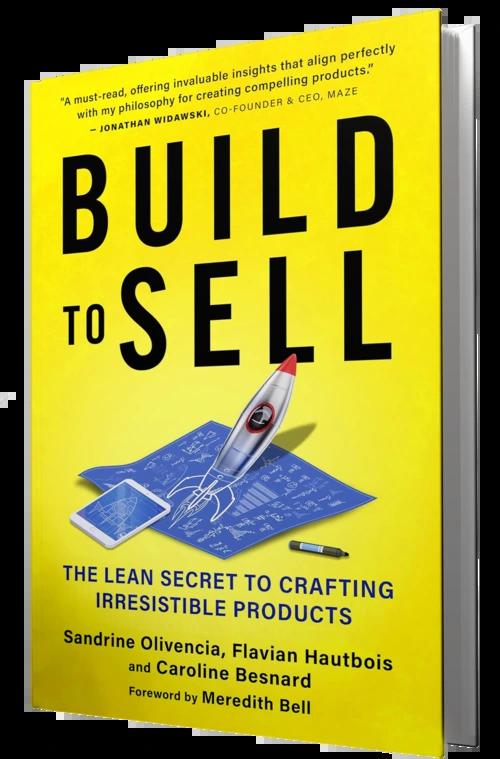 "A must-read, offering invaluable insights that align perfectly
with my philosophy for creating compelling products."
— JONATHAN WIDAWSKI, CO-FOUNDER & CEO, MAZE
BUILD
TO SELL
THE LEAN SECRET TO CRAFTING
IRRESISTIBLE PRODUCTS
Sandrine Olivencia, Flavian Hautbois
and Caroline Besnard
Foreword by Meredith Bell